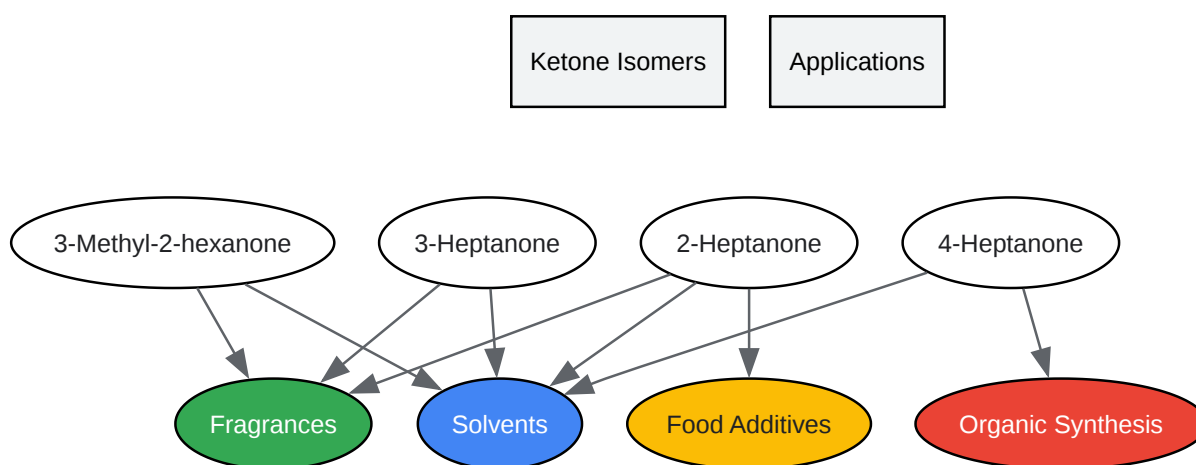 Ketone Isomers
Applications
3-Methyl-2-hexanone
3-Heptanone
2-Heptanone
4-Heptanone
Fragrances
Solvents
Food Additives
Organic Synthesis